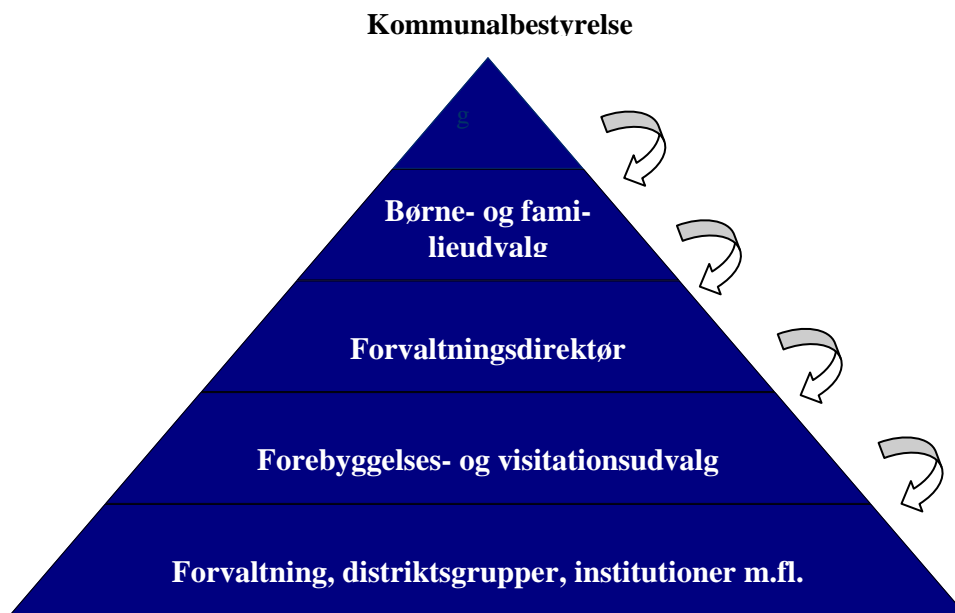 Kommunalbestyrelse
g
Børne- og fami-
lieudvalg
Forvaltningsdirektør
Forebyggelses- og visitationsudvalg
Forvaltning, distriktsgrupper, institutioner m.fl.